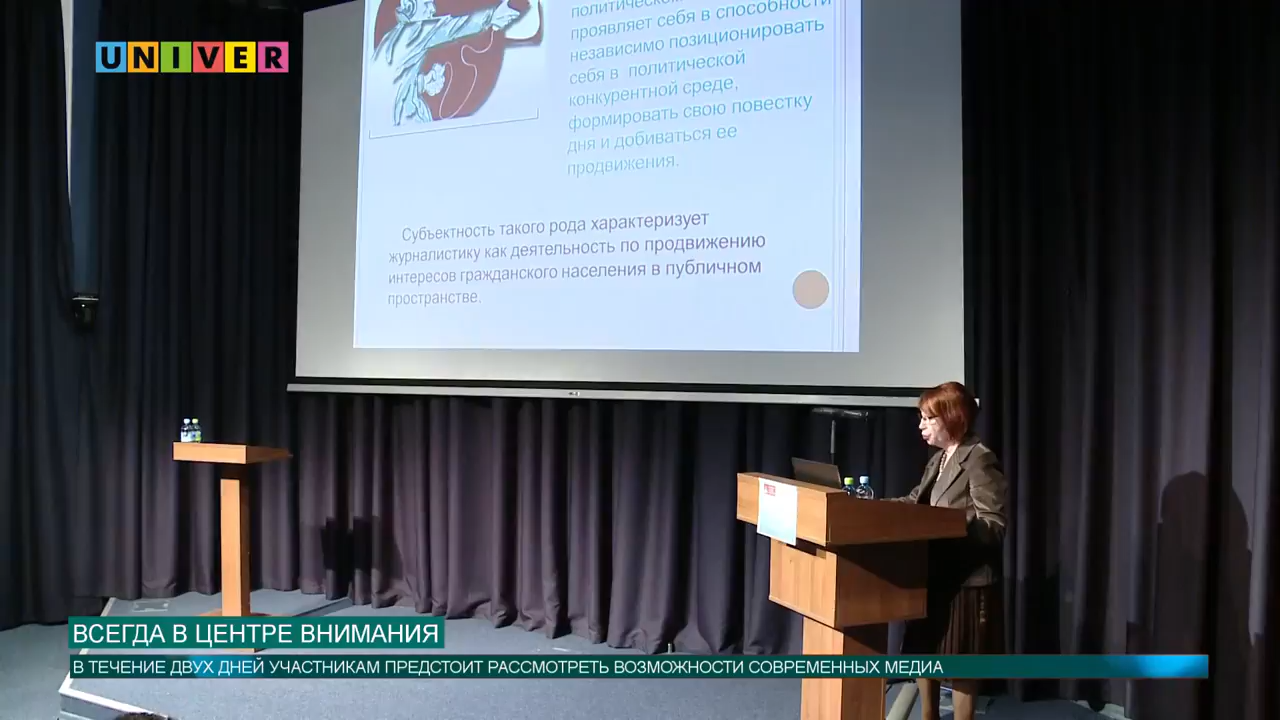 UNIVER
проявляет себя в способности
независимо позиционировать
себя в политической
конкурентной среде,
формировать свою повестку
дня и добиваться ее
продвижения.
Субъектность такого рода характеризует
журналистику как деятельность по продвижению
интересов гражданского населения в публичном
пространстве.
ВСЕГДА В ЦЕНТРЕ ВНИМАНИЯ
В ТЕЧЕНИЕ ДВУХ ДНЕЙ УЧАСТНИКАМ ПРЕДСТОИТ РАССМОТРЕТЬ ВОЗМОЖНОСТИ СОВРЕМЕННЫХ МЕДИА